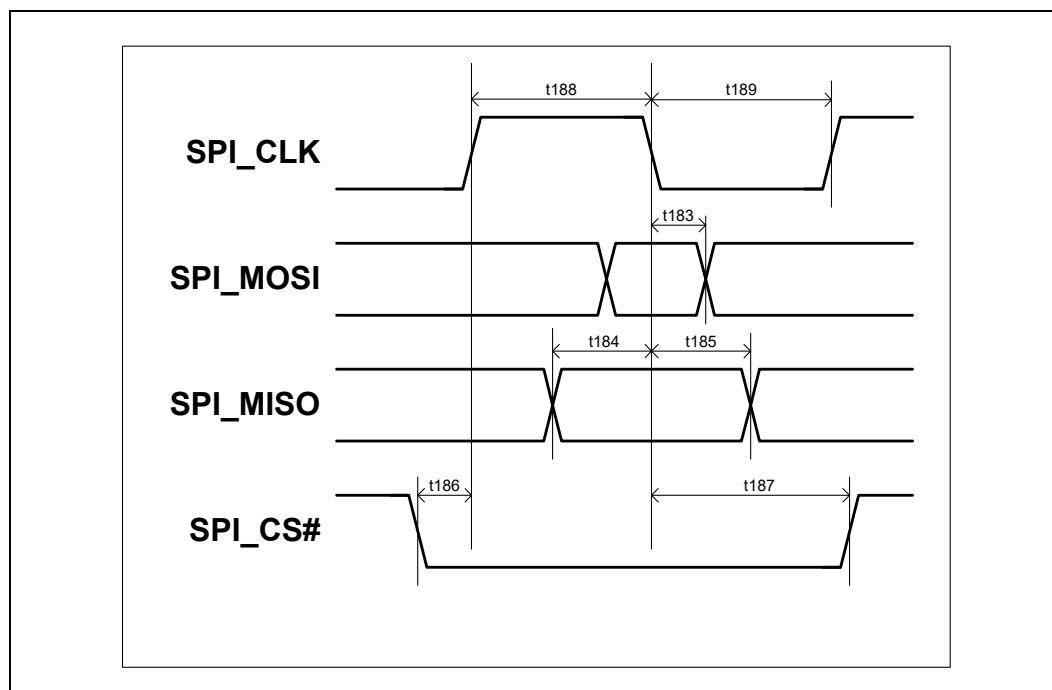 t188
t189
SPI_CLK
t183
SPI_MOSI
t184
t185
SPI_MISO
t186
t187
SPI_CS#